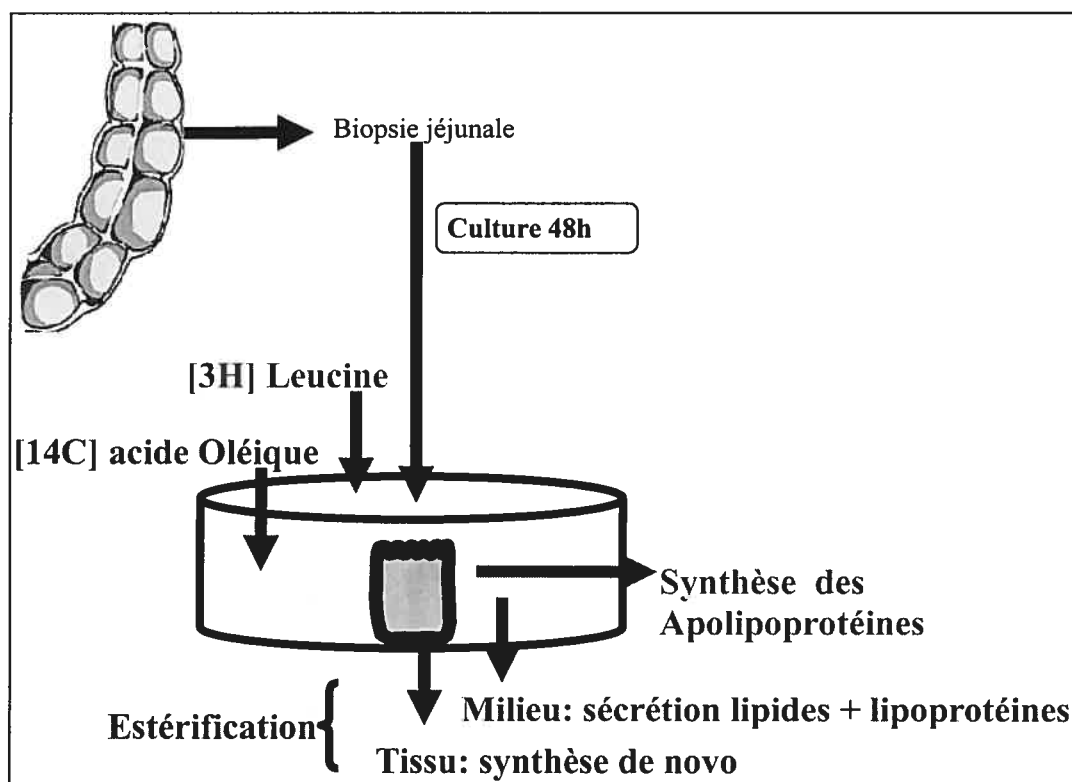 Biopsie jéjunale
Culture 48h
[3H] Leucine
[14C] acide Oléique
Synthèse des
Apolipoprotéines
Estérification
Milieu: sécrétion lipides + lipoprotéines
Tissu: synthèse de novo